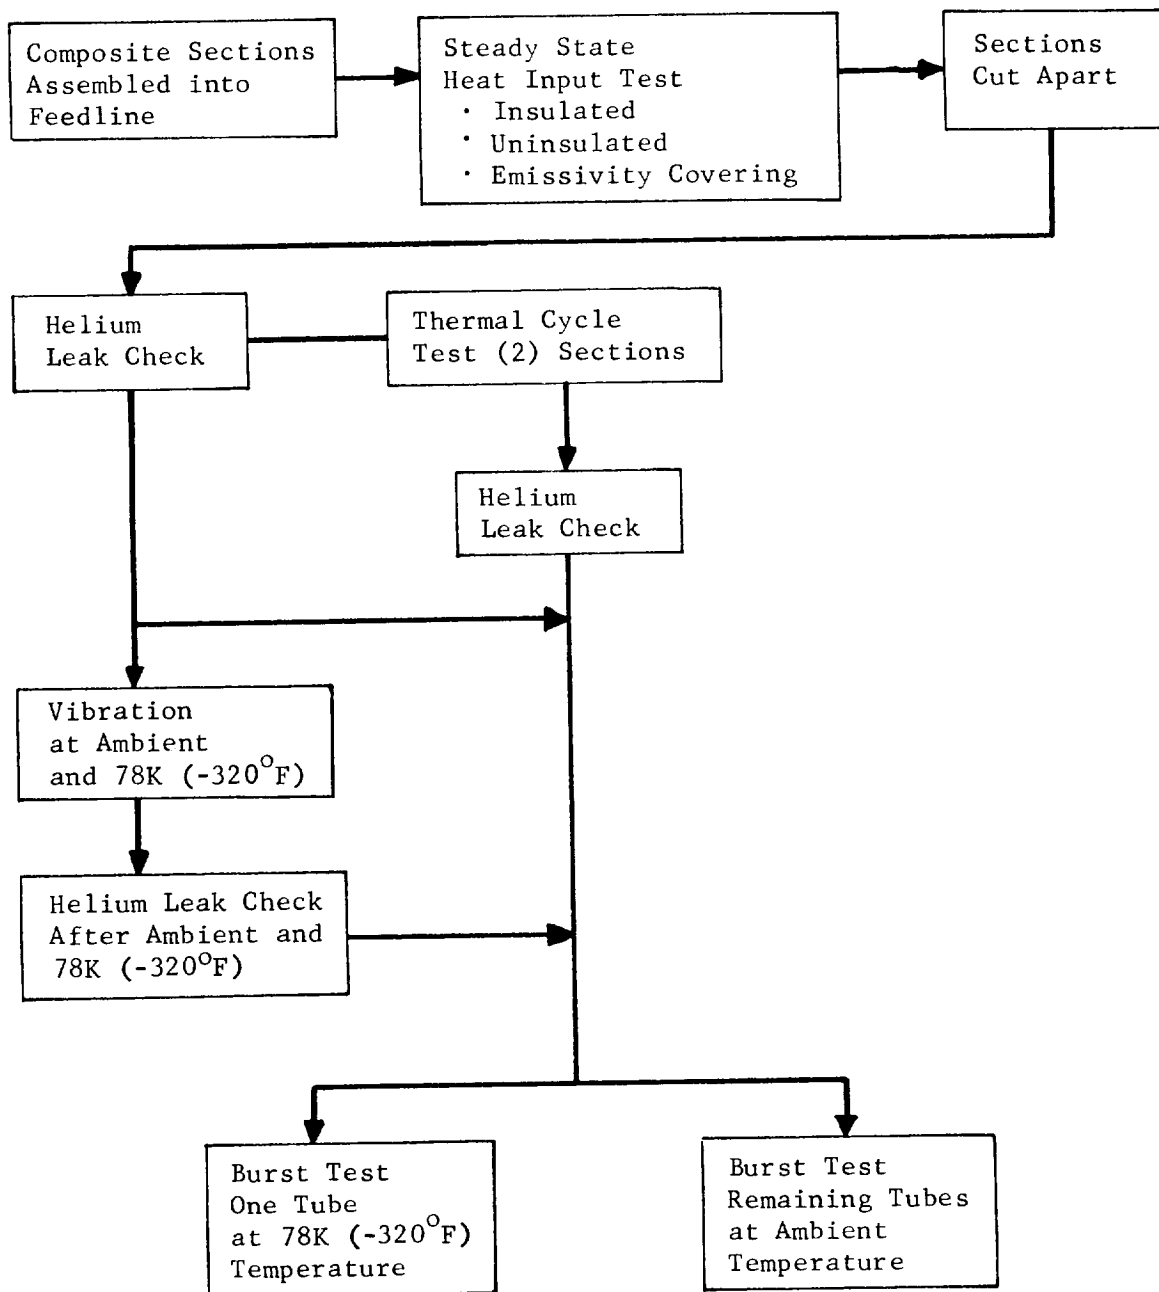 Composite Sections
Assembled into
Feedline
Steady State
Heat Input Test
· Insulated
· Uninsulated
· Emissivity Covering
Sections
Cut Apart
Helium
Leak Check
Thermal Cycle
Test (2) Sections
Helium
Leak Check
Vibration
at Ambient
and 78K (-320°F)
Helium Leak Check
After Ambient and
78K (-320°F)
Burst Test
One Tube
at 78K (-320°F)
Temperature
Burst Test
Remaining Tubes
at Ambient
Temperature